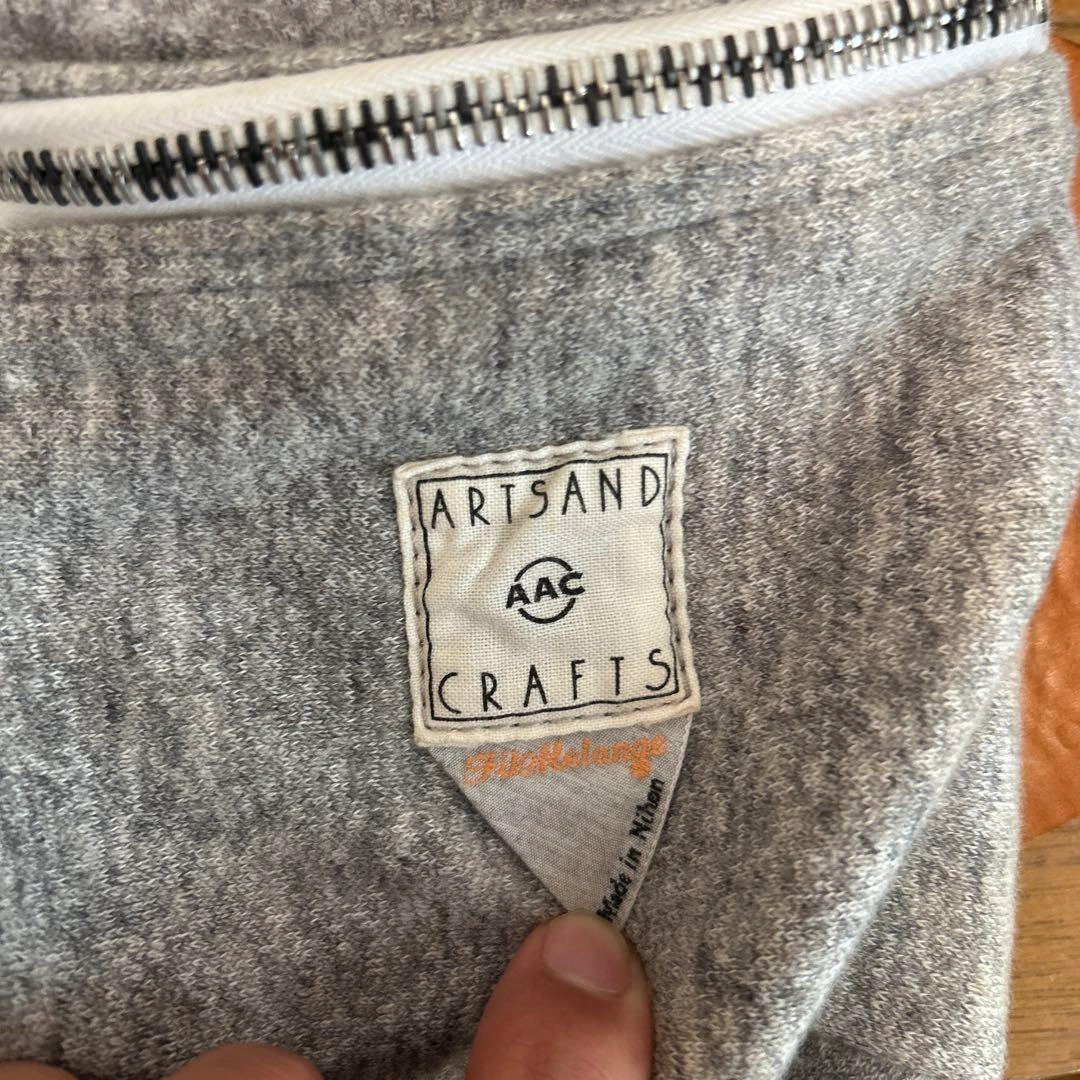 ARTSAND
AAC
CRAFTS
FilMelange
Made in Nihon